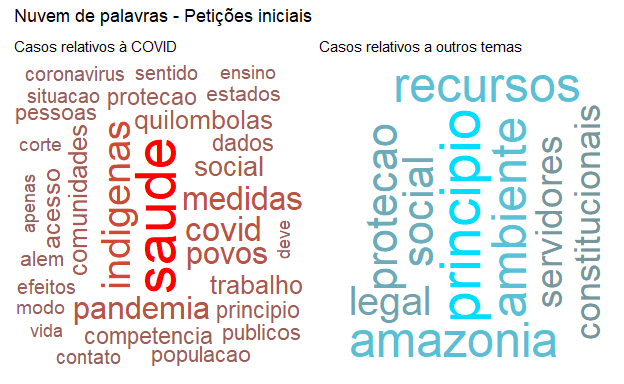 Nuvem de palavras - Petições iniciais
Casos relativos à COVID
Casos relativos a outros temas
coronavirus
sentido
ensino
situacao
protecao
estados
pessoas
quilombolas
corte
comunidades
indigenas
saude
dados
social
apenas
acesso
medidas
covid
deve
alem
povos
efeitos
trabalho
modo
pandemia
principio
vida
competencia
publicos
contato
populacao
recursos
protecao
social
principio
ambiente
servidores
constitucionais
legal
amazonia